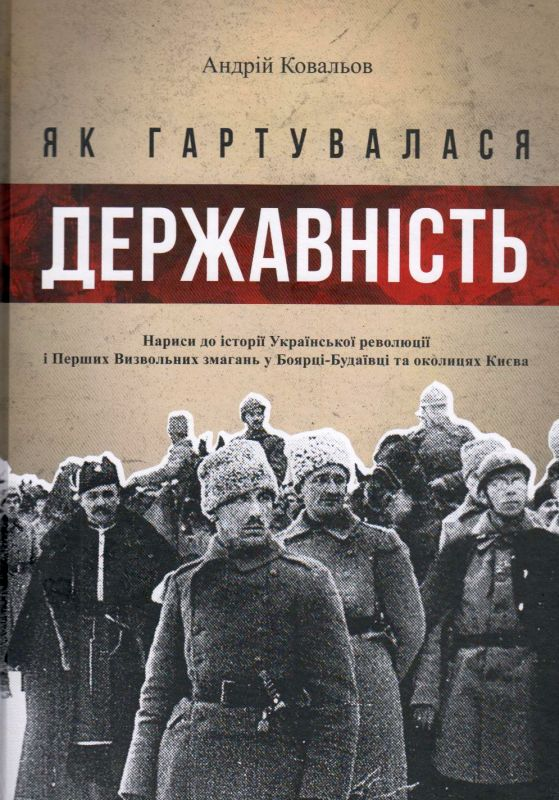 Андрій Ковальов
ЯК ГАРТУВАЛАСЯ
ДЕРЖАВНІСТЬ
Нариси до історії Української революції
і Перших Визвольних змагань у Боярці-Будаївці та околицях Києва